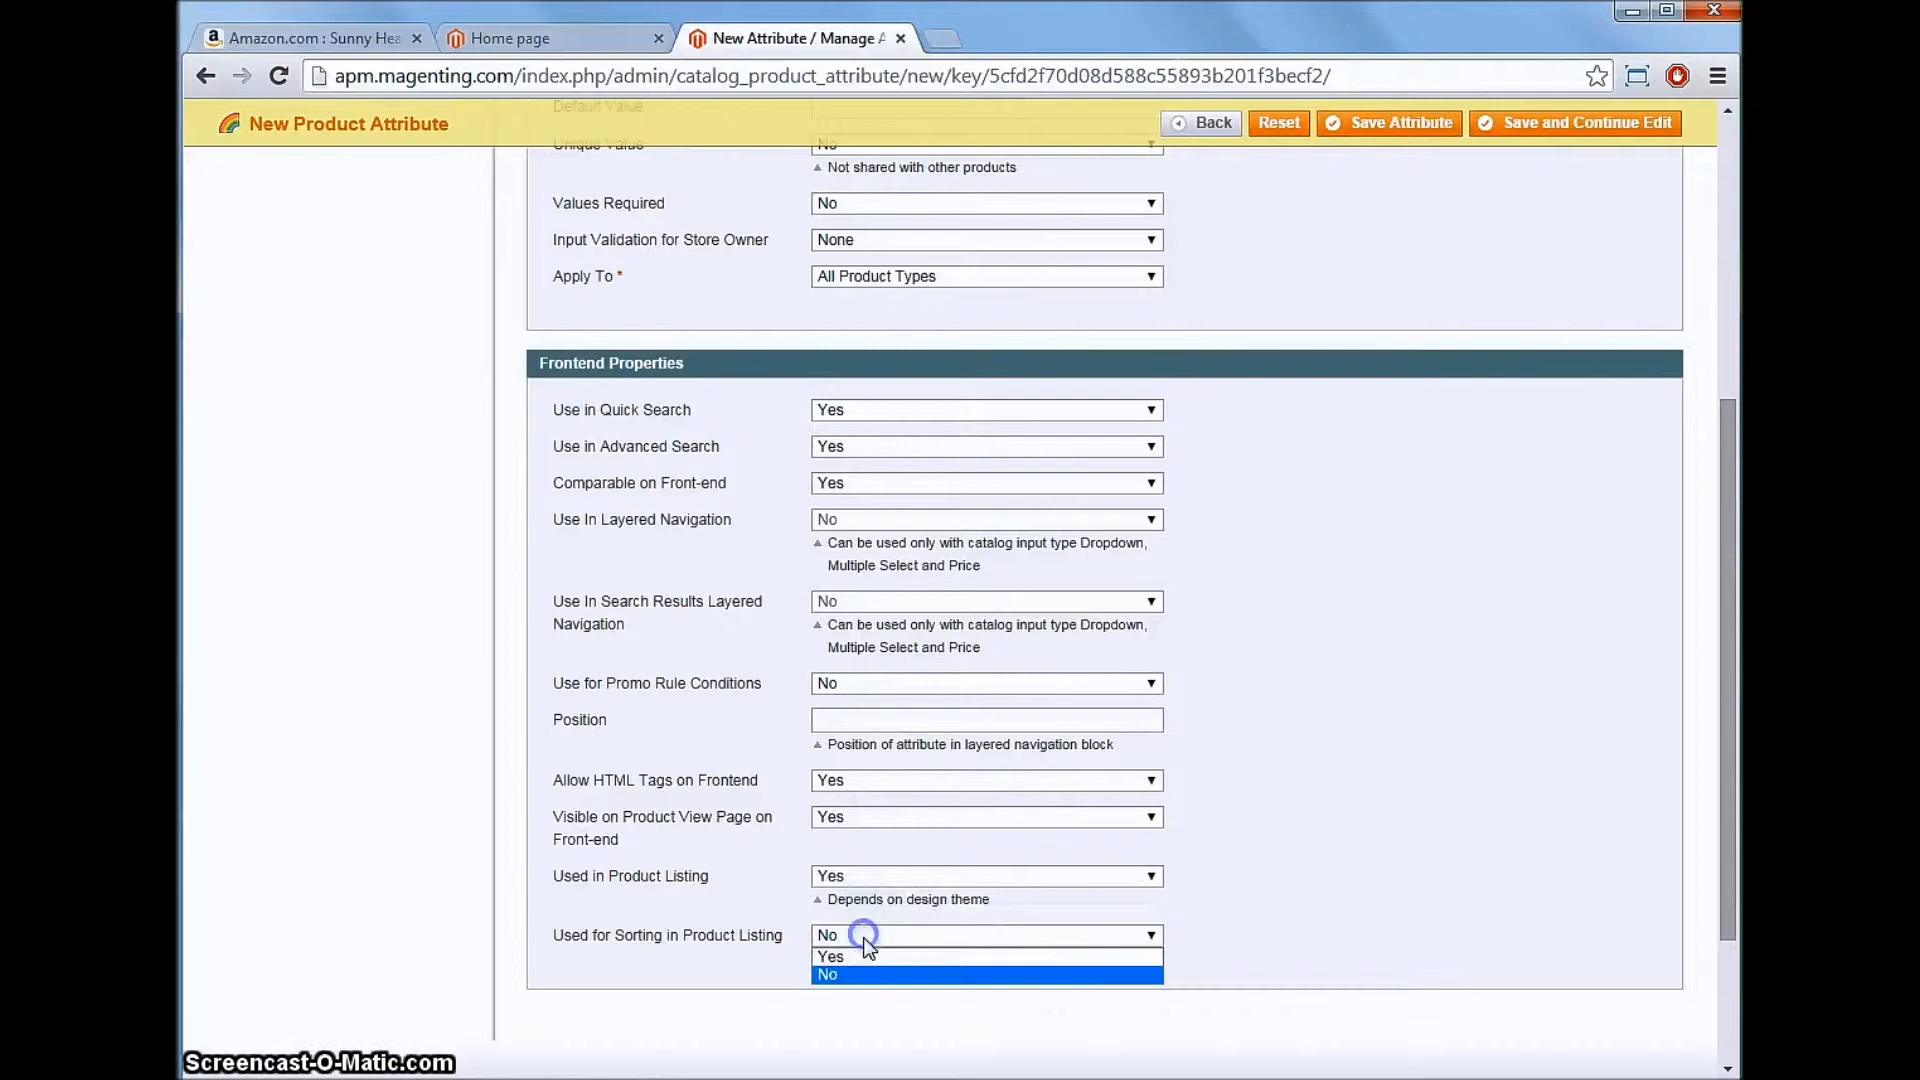 Amazon.com : Sunny Hea
Home page
New Attribute / Manage A
apm.magenting.com/index.php/admin/catalog_product_attribute/new/key/5cfd2f70d08d588c55893b201f3becf2/
New Product Attribute
Back
Reset
Save Attribute
Save and Continue Edit
Default Value
Unique Value No
Not shared with other products
Values Required No
Input Validation for Store Owner None
Apply To * All Product Types
Frontend Properties
Use in Quick Search Yes
Use in Advanced Search Yes
Comparable on Front-end Yes
Use In Layered Navigation No
Can be used only with catalog input type Dropdown,
Multiple Select and Price
Use In Search Results Layered No
Navigation
Can be used only with catalog input type Dropdown,
Multiple Select and Price
Use for Promo Rule Conditions No
Position
Position of attribute in layered navigation block
Allow HTML Tags on Frontend Yes
Visible on Product View Page on Yes
Front-end
Used in Product Listing Yes
Depends on design theme
Used for Sorting in Product Listing No
Yes
No
Screencast-O-Matic.com